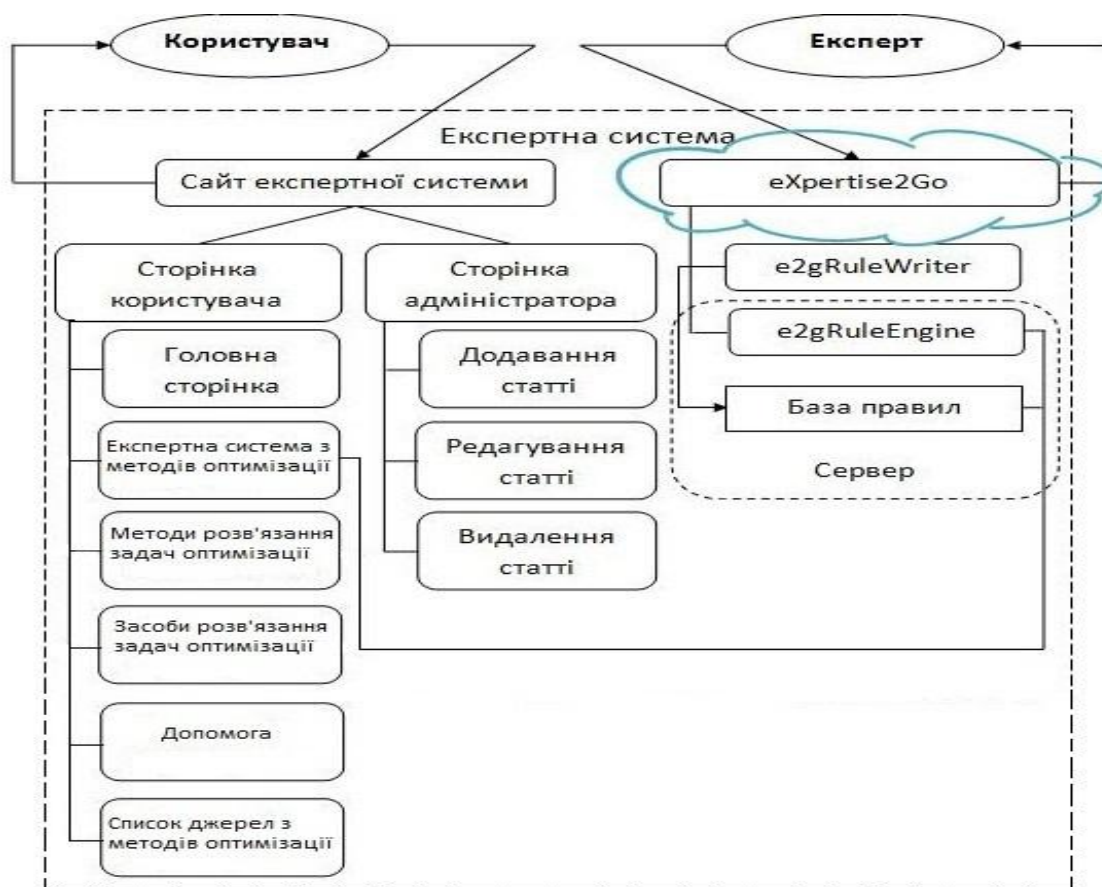 Користувач
Експерт
Експертна система
Сайт експертної системи
eXpertise2Go
Сторінка
користувача
Сторінка
адміністратора
e2gRuleWriter
e2gRuleEngine
База правил
Сервер
Головна
сторінка
Експертна система з
методів оптимізації
Методи розв'язання
задач оптимізації
Засоби розв'язання
задач оптимізації
Допомога
Список джерел з
методів оптимізації
Додавання
статті
Редагування
статті
Видалення
статті